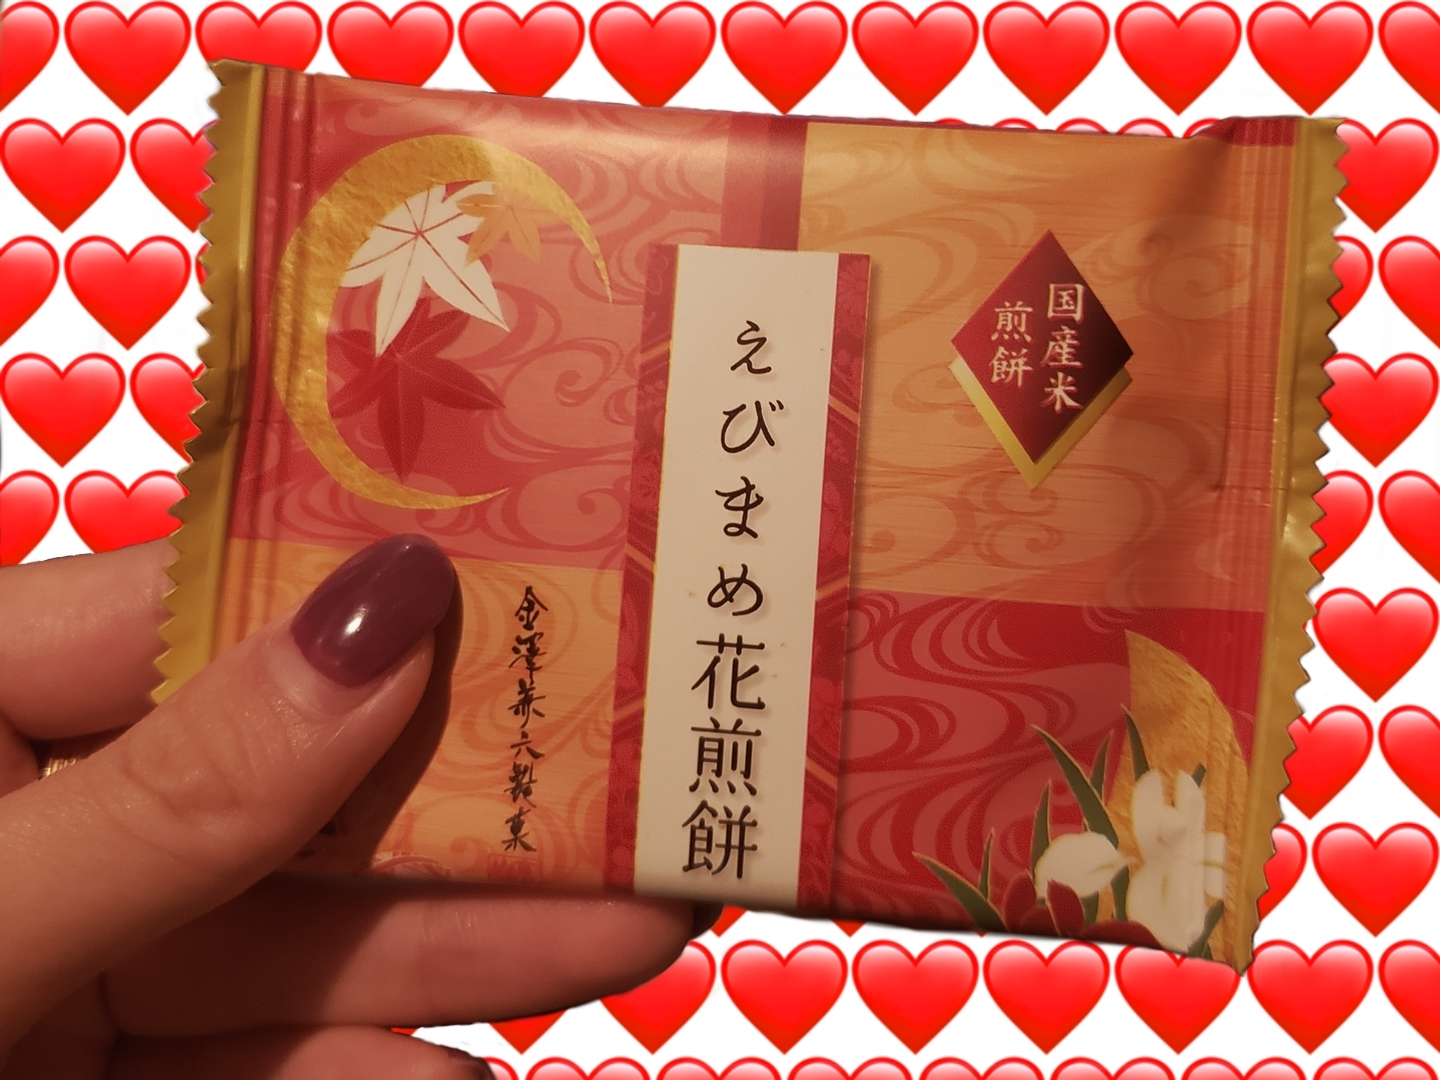 国産米
煎餅
えびまめ花煎餅
金澤兼六製菓